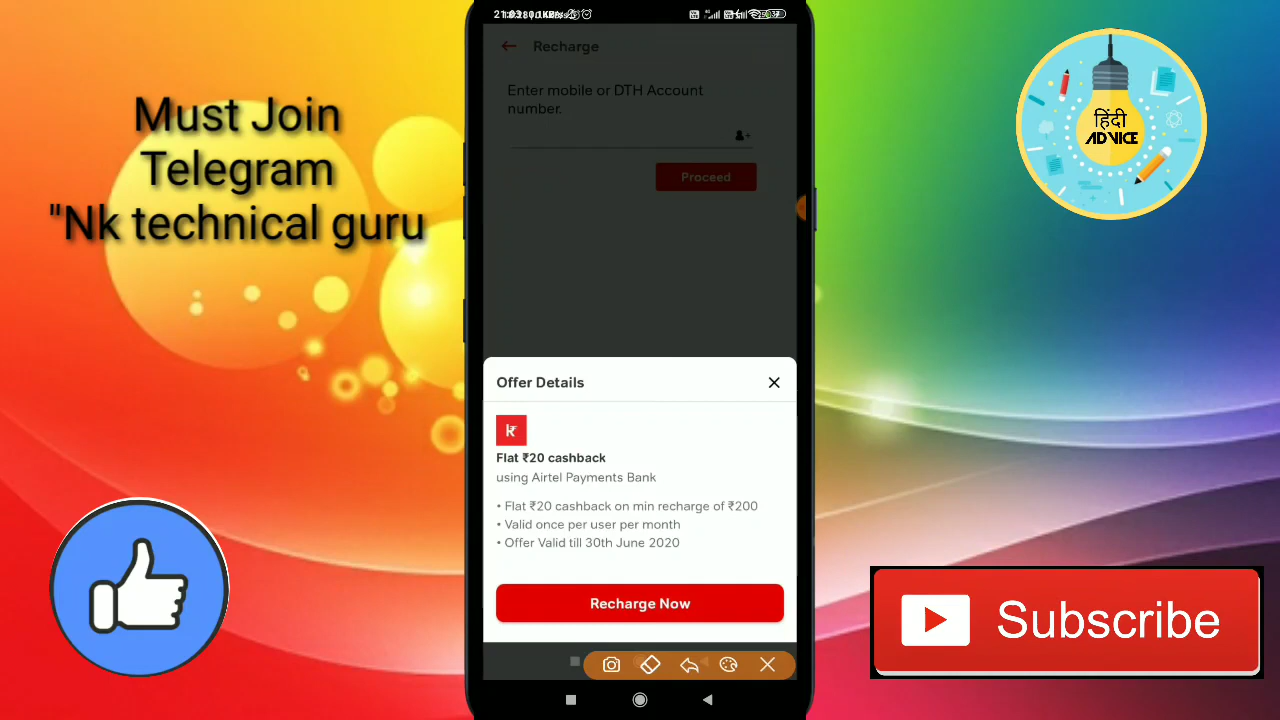 Must Join
Telegram
"Nk technical guru
हिंदी
ADVICE
Recharge
Enter mobile or DTH Account
number.
Proceed
Offer Details
Flat ₹20 cashback
using Airtel Payments Bank
• Flat ₹20 cashback on min recharge of ₹200
• Valid once per user per month
• Offer Valid till 30th June 2020
Recharge Now
Subscribe